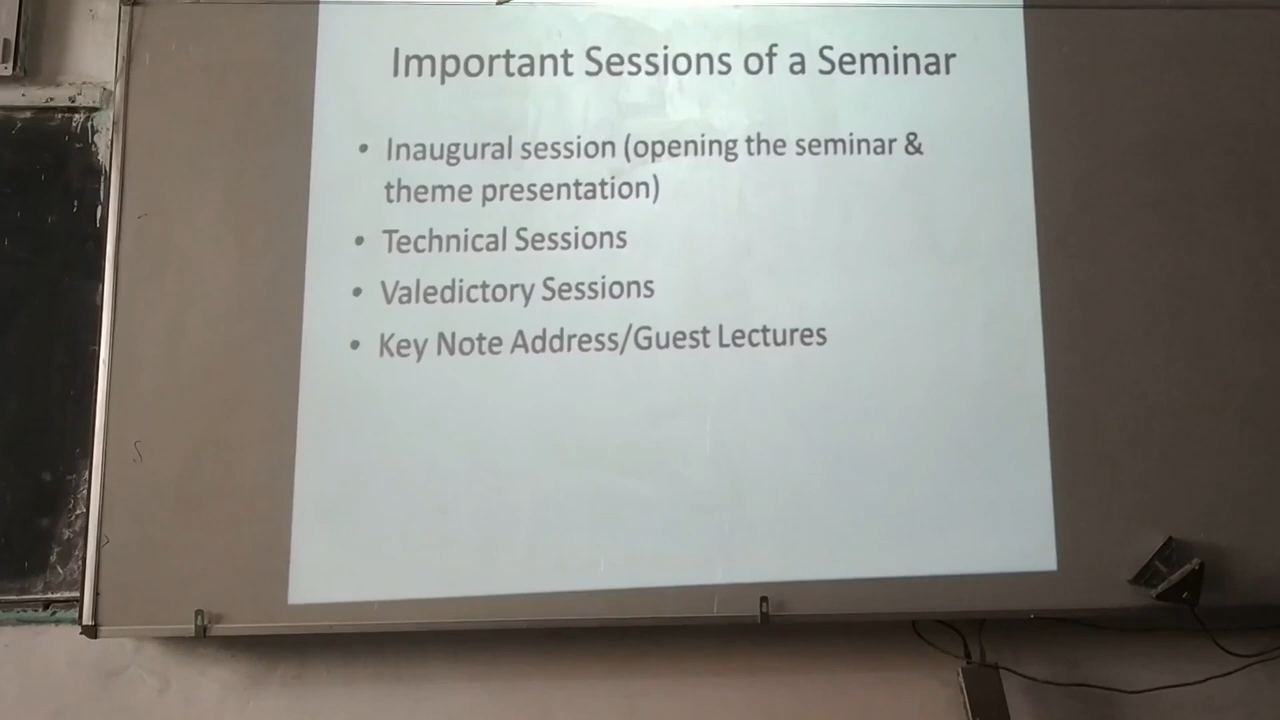 Important Sessions of a Seminar
• Inaugural session (opening the seminar &
theme presentation)
• Technical Sessions
• Valedictory Sessions
• Key Note Address/Guest Lectures